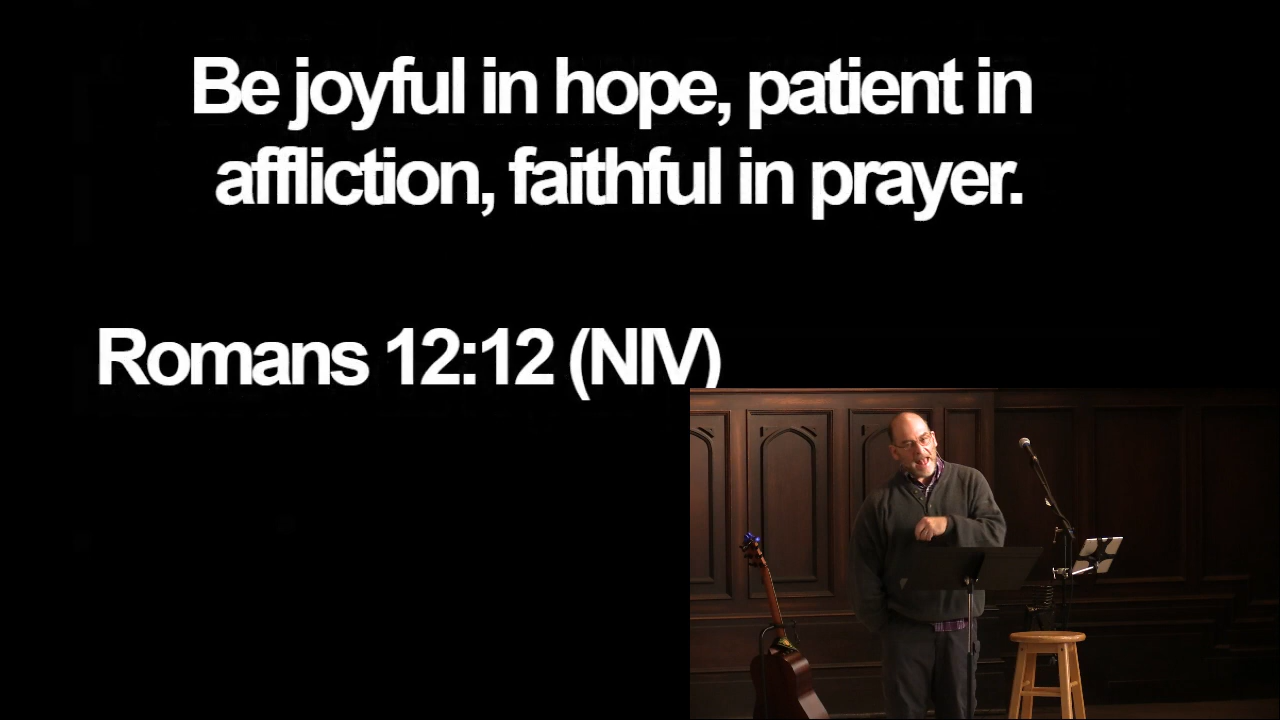 Be joyful in hope, patient in
affliction, faithful in prayer.
Romans 12:12 (NIV)